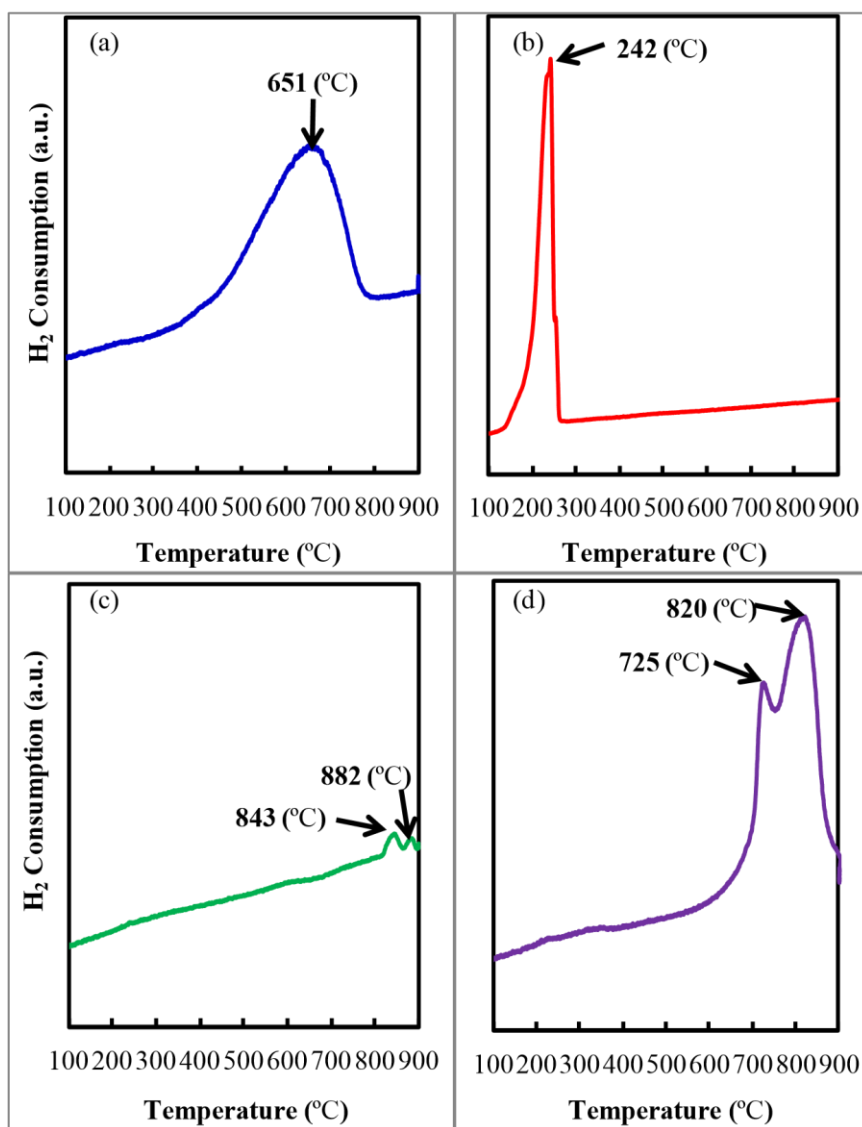 (a)
651 (ºC)
H₂ Consumption (a.u.)
100 200 300 400 500 600 700 800 900
Temperature (ºC)
(b)
242 (ºC)
100 200 300 400 500 600 700 800 900
Temperature (ºC)
(c)
882 (ºC)
843 (ºC)
H₂ Consumption (a.u.)
100 200 300 400 500 600 700 800 900
Temperature (ºC)
(d)
820 (ºC)
725 (ºC)
100 200 300 400 500 600 700 800 900
Temperature (ºC)